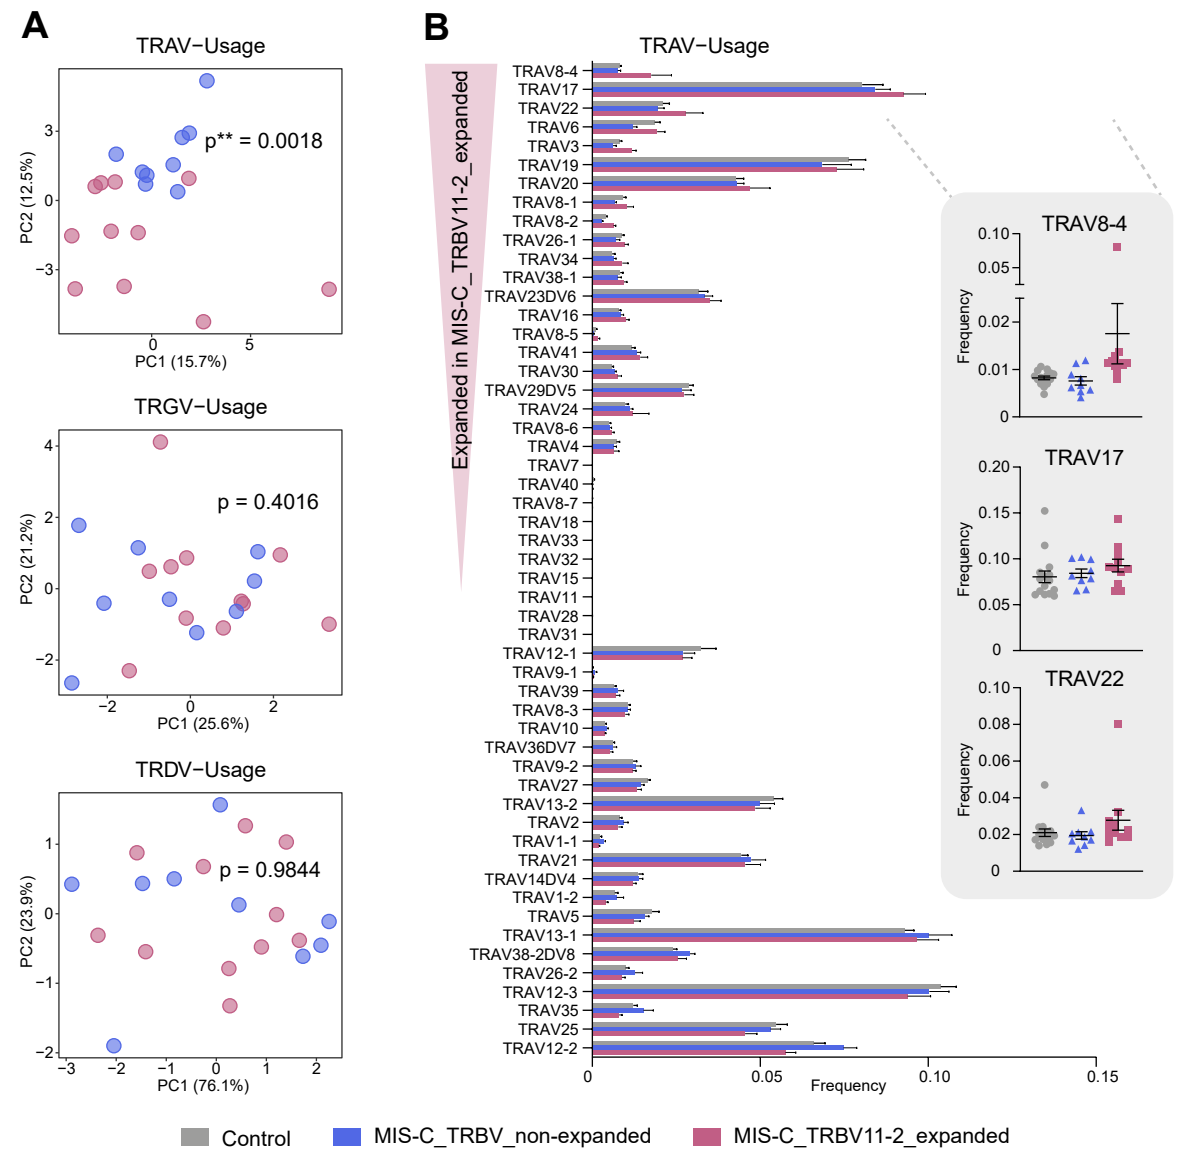 A
TRAV−Usage
p** = 0.0018
3
0
−3
PC2 (12.5%)
0
5
PC1 (15.7%)
TRGV−Usage
p = 0.4016
4
2
0
−2
PC2 (21.2%)
−2
0
2
PC1 (25.6%)
TRDV−Usage
p = 0.9844
1
0
−1
−2
PC2 (23.9%)
−3
−2
−1
0
1
2
PC1 (76.1%)
B
TRAV−Usage
Expanded in MIS-C_TRBV11-2_expanded
TRAV8-4
TRAV17
TRAV22
TRAV6
TRAV3
TRAV19
TRAV20
TRAV8-1
TRAV8-2
TRAV26-1
TRAV34
TRAV38-1
TRAV23DV6
TRAV16
TRAV8-5
TRAV41
TRAV30
TRAV29DV5
TRAV24
TRAV8-6
TRAV4
TRAV7
TRAV40
TRAV8-7
TRAV18
TRAV33
TRAV32
TRAV15
TRAV11
TRAV28
TRAV31
TRAV12-1
TRAV9-1
TRAV39
TRAV8-3
TRAV10
TRAV36DV7
TRAV9-2
TRAV27
TRAV13-2
TRAV2
TRAV1-1
TRAV21
TRAV14DV4
TRAV1-2
TRAV5
TRAV13-1
TRAV38-2DV8
TRAV26-2
TRAV12-3
TRAV35
TRAV25
TRAV12-2
0
0.05
0.10
0.15
Frequency
TRAV8-4
0.10
0.05
0.02
0.01
0
Frequency
TRAV17
0.20
0.15
0.10
0.05
0
Frequency
TRAV22
0.10
0.08
0.06
0.04
0.02
0
Frequency
Control
MIS-C_TRBV_non-expanded
MIS-C_TRBV11-2_expanded